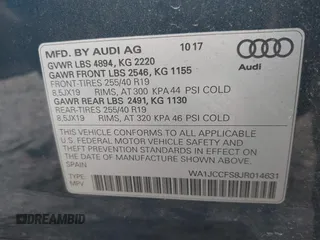 MFD. BY AUDI AG 10 17
GVWR LBS 4894, KG 2220
GAWR FRONT LBS 2546, KG 1155
FRONT-TIRES 255/40 R19
8.5JX19 RIMS, AT 300 KPA 44 PSI COLD
GAWR REAR LBS 2491, KG 1130
REAR-TIRES 255/40 R19
8.5JX19 RIMS, AT 320 KPA 46 PSI COLD
Audi
THIS VEHICLE CONFORMS TO ALL APPLICABLE
U.S. FEDERAL MOTOR VEHICLE SAFETY
STANDARDS IN EFFECT ON THE DATE OF
MANUFACTURE SHOWN ABOVE.
SPAIN
WA1JCCFS8JR014631
TYPE:
MPV
DREAMBID